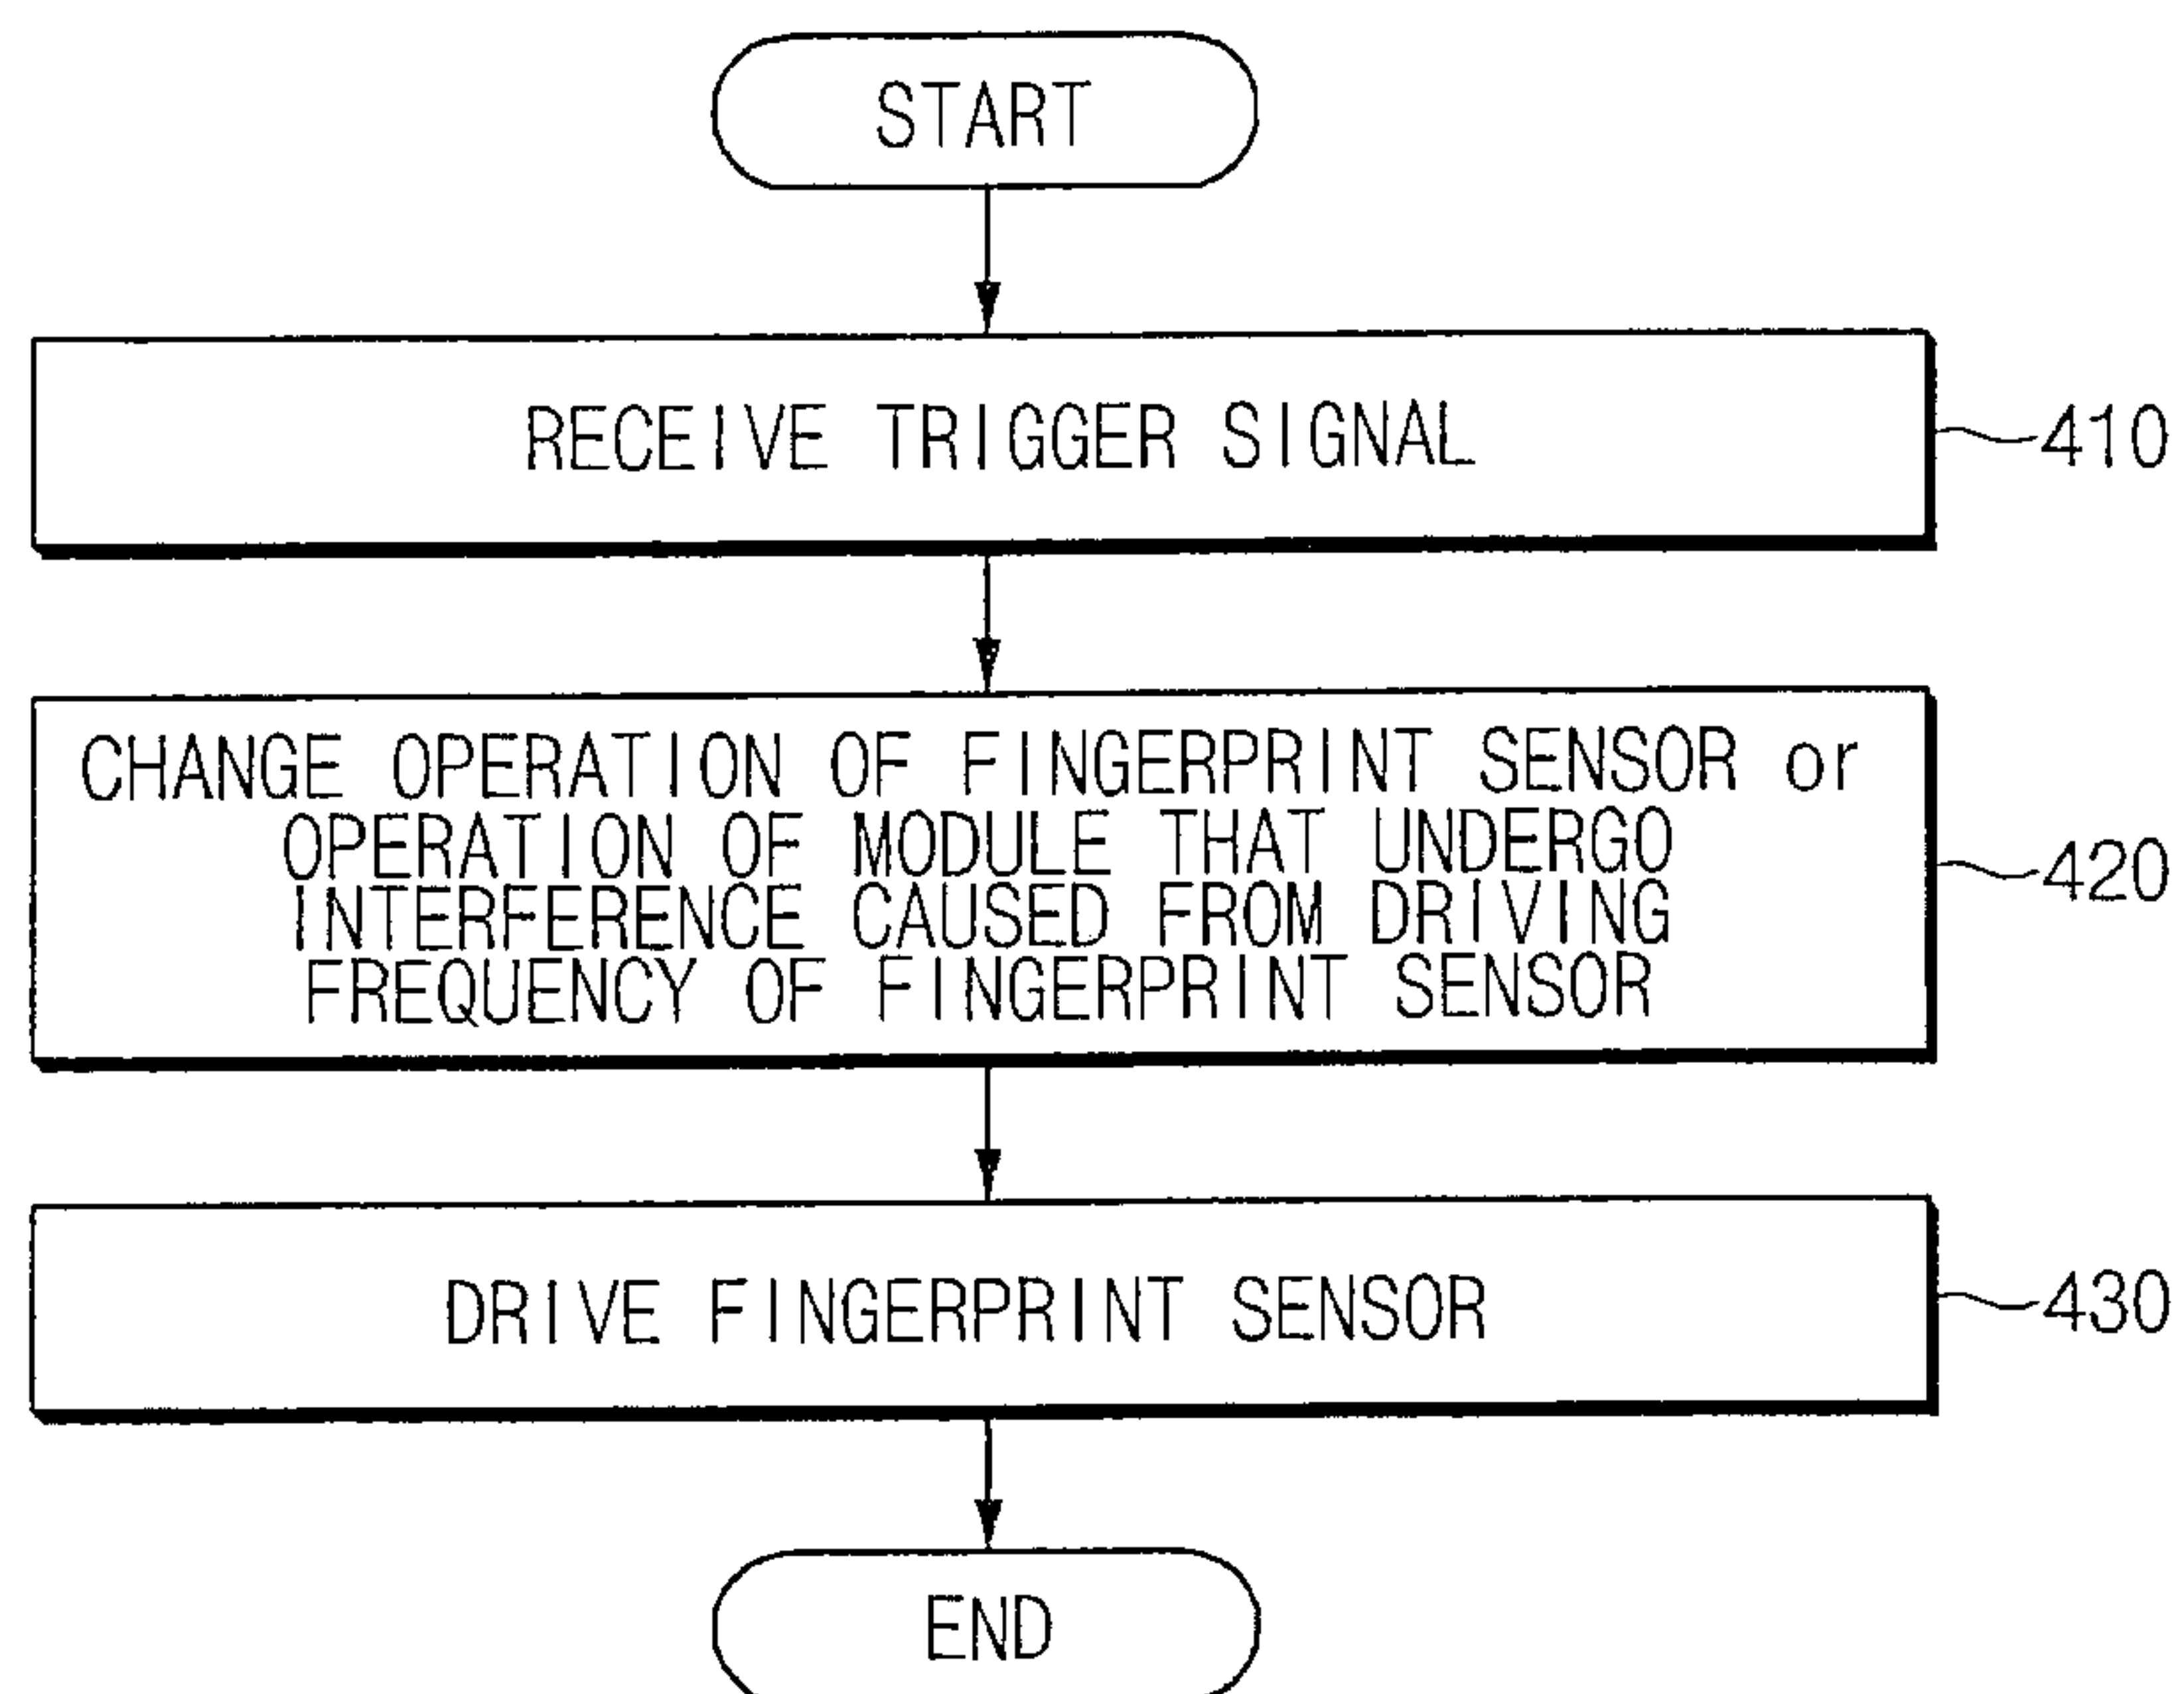 START
RECEIVE TRIGGER SIGNAL
410
CHANGE OPERATION OF FINGERPRINT SENSOR or
OPERATION OF MODULE THAT UNDERGO
INTERFERENCE CAUSED FROM DRIVING
FREQUENCY OF FINGERPRINT SENSOR
420
DRIVE FINGERPRINT SENSOR
430
END